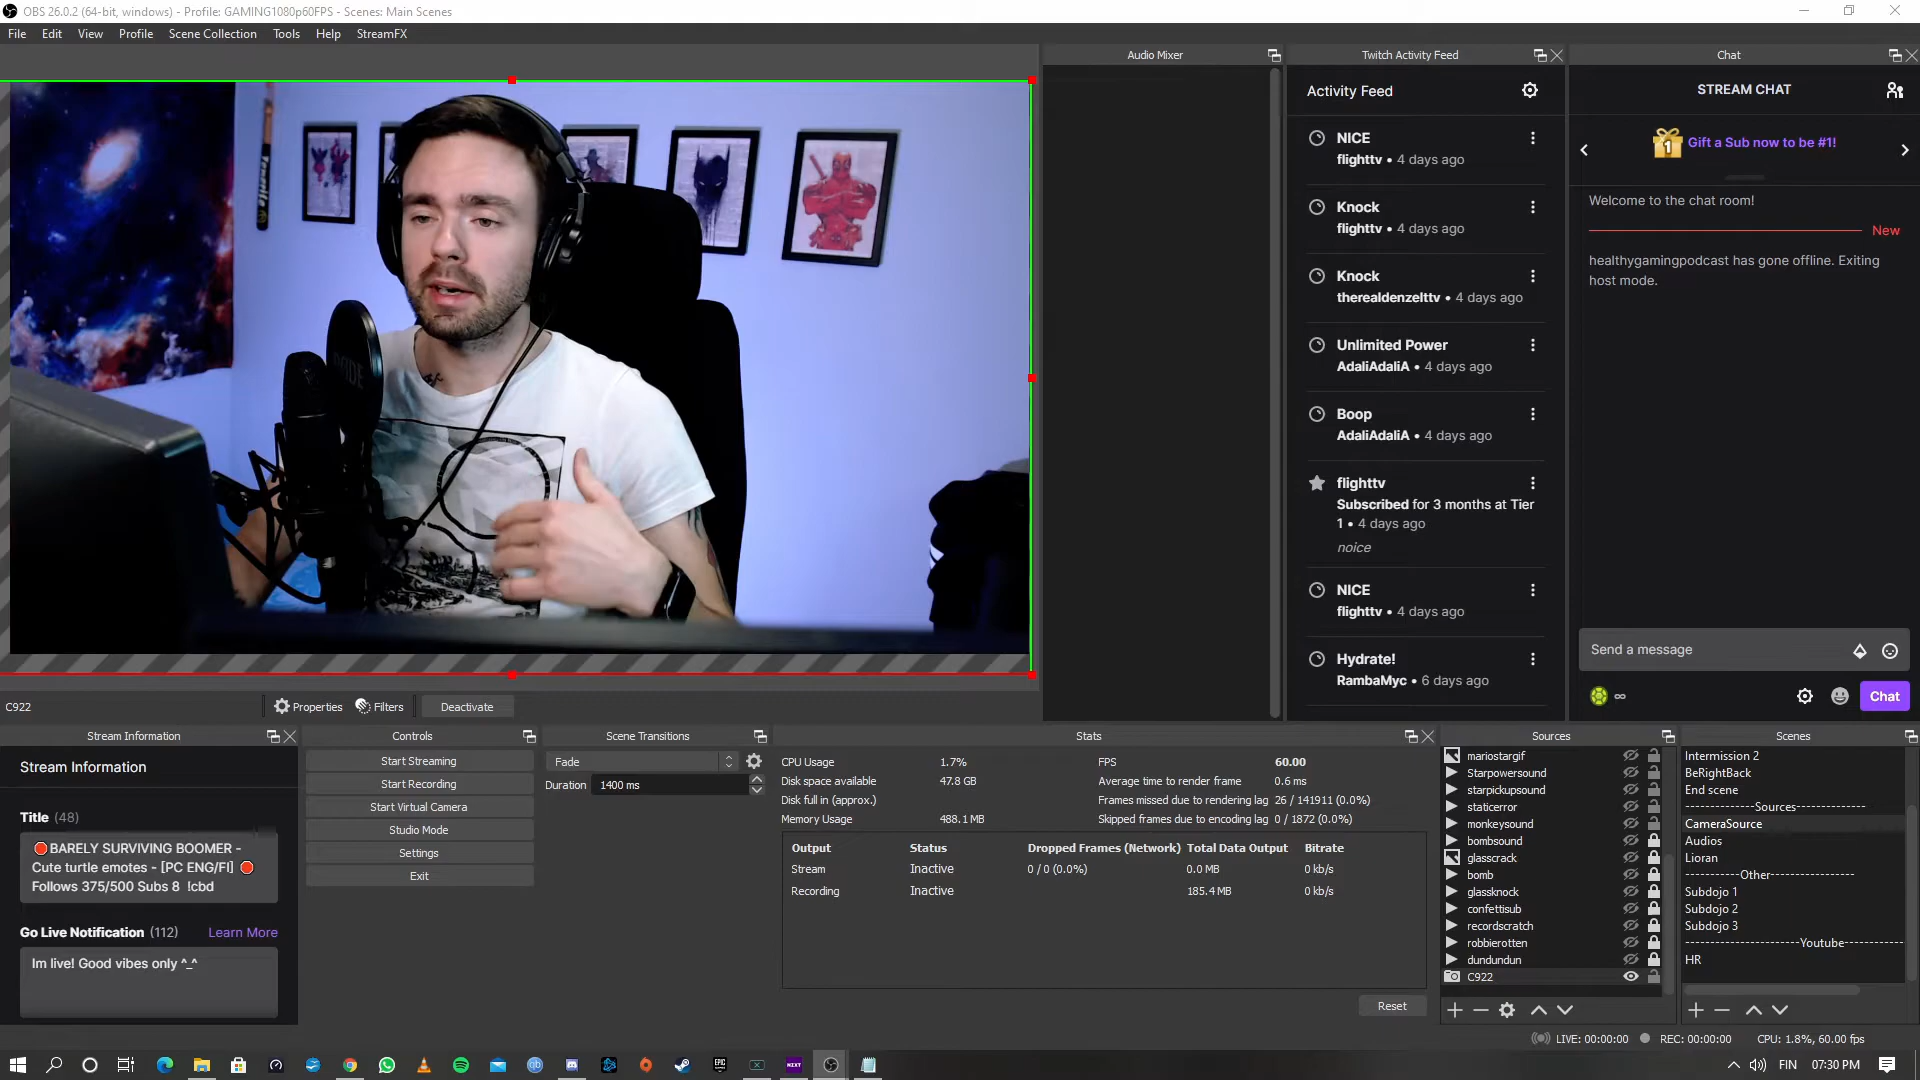 OBS 26.0.2 (64-bit, windows) - Profile: GAMING1080p60FPS - Scenes: Main Scenes
File Edit View Profile Scene Collection Tools Help StreamFX
Audio Mixer
Twitch Activity Feed
Activity Feed
NICE
flighttv • 4 days ago
Knock
flighttv • 4 days ago
Knock
therealdenzelttv • 4 days ago
Unlimited Power
AdaliAdaliA • 4 days ago
Boop
AdaliAdaliA • 4 days ago
flighttv
Subscribed for 3 months at Tier
1 • 4 days ago
noice
NICE
flighttv • 4 days ago
Hydrate!
RambaMyc • 6 days ago
Chat
STREAM CHAT
1
Gift a Sub now to be #1!
Welcome to the chat room!
New
healthygamingpodcast has gone offline. Exiting
host mode.
Send a message
∞
Chat
C922
Properties
Filters
Deactivate
Stream Information
Stream Information
Title (48)
BARELY SURVIVING BOOMER -
Cute turtle emotes - [PC ENG/FI]
Follows 375/500 Subs 8 !cbd
Go Live Notification (112) Learn More
Im live! Good vibes only ^_^
Controls
Start Streaming
Start Recording
Start Virtual Camera
Studio Mode
Settings
Exit
Scene Transitions
Fade
Duration 1400 ms
Stats
CPU Usage 1.7% FPS 60.00
Disk space available 47.8 GB Average time to render frame 0.6 ms
Disk full in (approx.) Frames missed due to rendering lag 26 / 141911 (0.0%)
Memory Usage 488.1 MB Skipped frames due to encoding lag 0 / 1872 (0.0%)
Output Status Dropped Frames (Network) Total Data Output Bitrate
Stream Inactive 0 / 0 (0.0%) 0.0 MB 0 kb/s
Recording Inactive 185.4 MB 0 kb/s
Reset
Sources
mariostargif
Starpowersound
starpickupsound
staticerror
monkeysound
bombsound
glasscrack
bomb
glassknock
confettisub
recordscratch
robbierotten
dundundun
C922
Scenes
Intermission 2
BeRightBack
End scene
--------------Sources--------------
CameraSource
Audios
Lioran
--------------Other-----------------
Subdojo 1
Subdojo 2
Subdojo 3
-----------------------Youtube------------
HR
LIVE: 00:00:00 REC: 00:00:00 CPU: 1.8%, 60.00 fps
FIN 07:30 PM